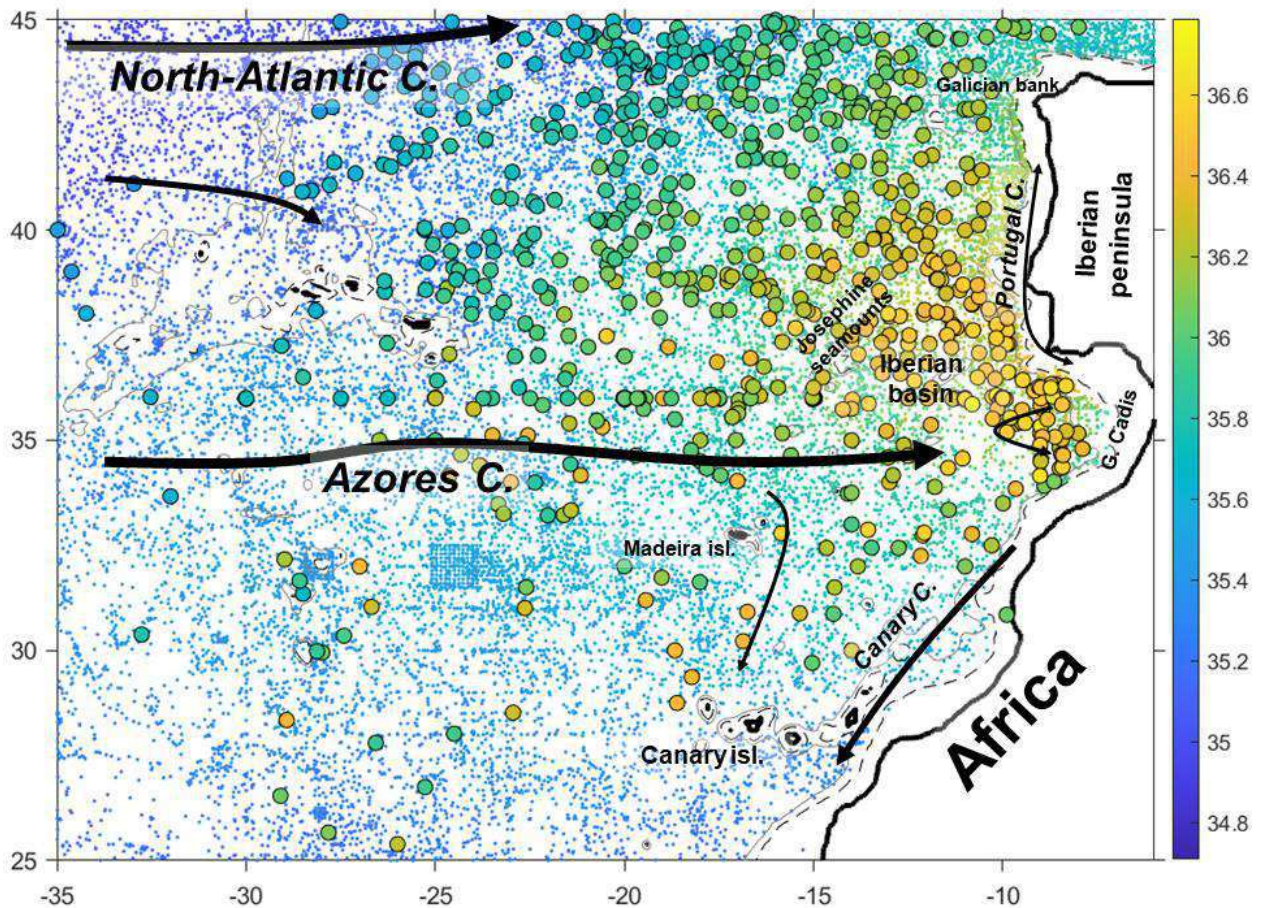 45
40
35
30
25
-35
-30
-25
-20
-15
-10
36.6
36.4
36.2
36
35.8
35.6
35.4
35.2
35
34.8
North-Atlantic C.
Galician bank
Portugal C.
Iberian
peninsula
Josephine
seamounts
Iberian
basin
G. Cadis
Azores C.
Madeira isl.
Canary C.
Canary isl.
Africa